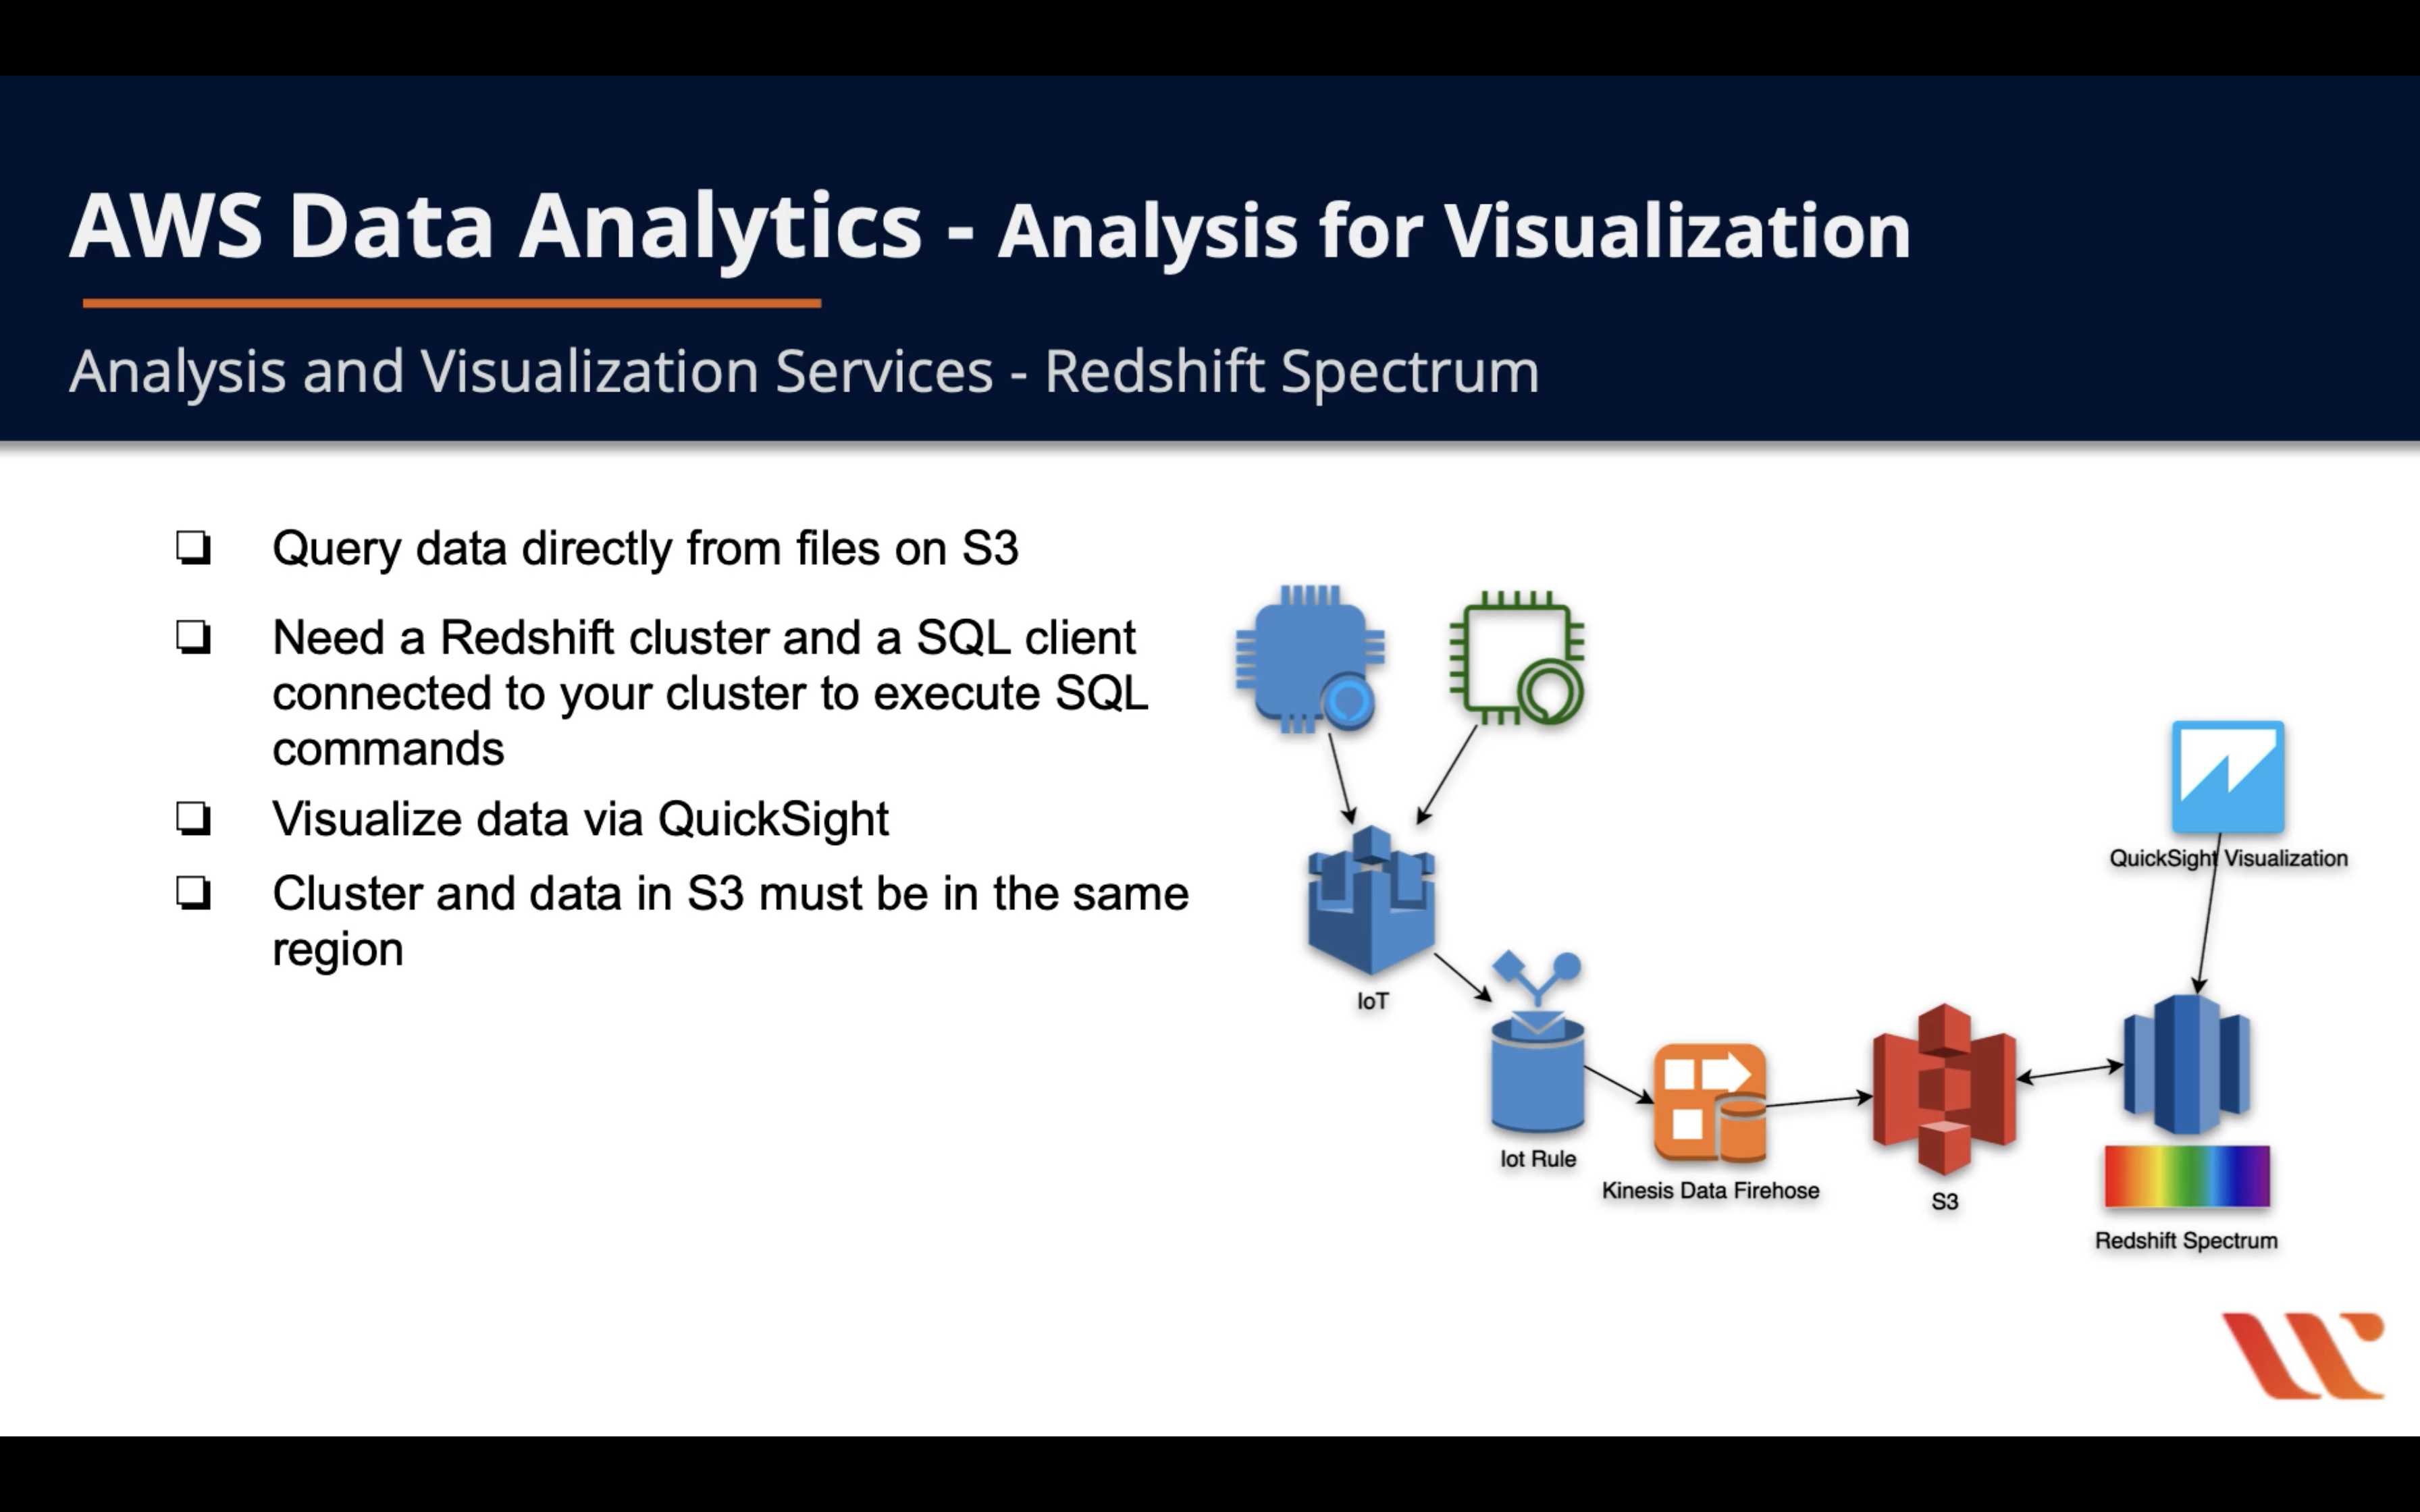 AWS Data Analytics - Analysis for Visualization
Analysis and Visualization Services - Redshift Spectrum
Query data directly from files on S3
Need a Redshift cluster and a SQL client
connected to your cluster to execute SQL
commands
Visualize data via QuickSight
Cluster and data in S3 must be in the same
region
QuickSight Visualization
IoT
Iot Rule
Kinesis Data Firehose
S3
Redshift Spectrum